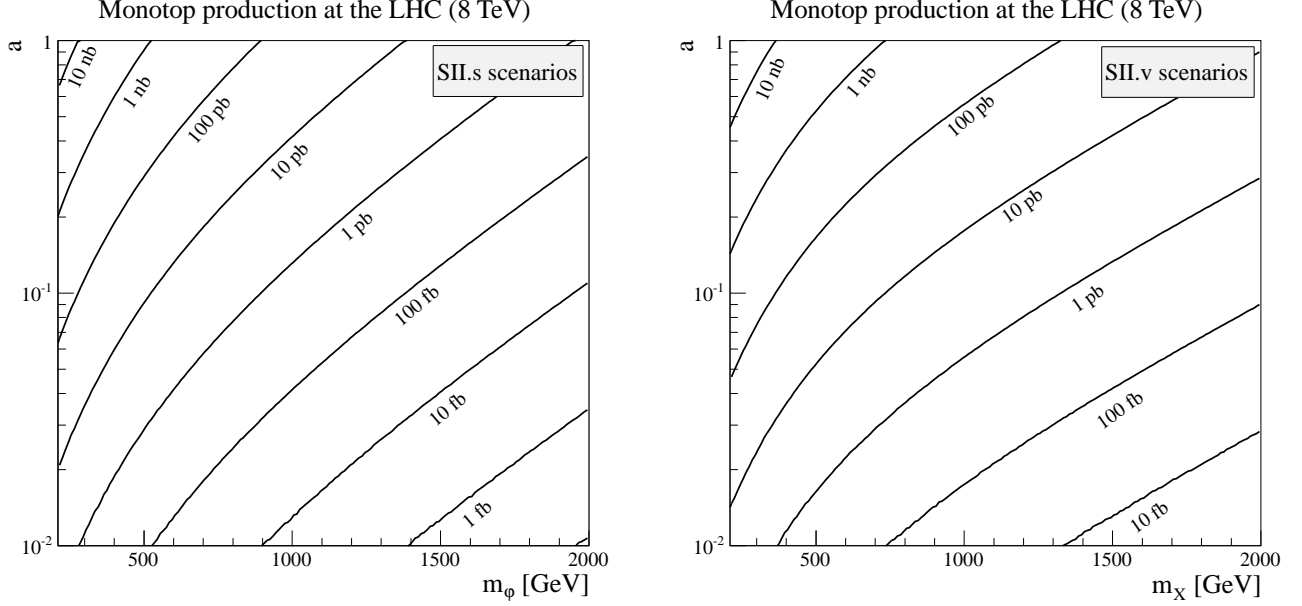 Monotop production at the LHC (8 TeV)
a
1
10⁻¹
10⁻²
SII.s scenarios
10 nb
1 nb
100 pb
10 pb
1 pb
100 fb
10 fb
1 fb
500
1000
1500
2000
mφ [GeV]
Monotop production at the LHC (8 TeV)
a
1
10⁻¹
10⁻²
SII.v scenarios
10 nb
1 nb
100 pb
10 pb
1 pb
100 fb
10 fb
500
1000
1500
2000
mX [GeV]